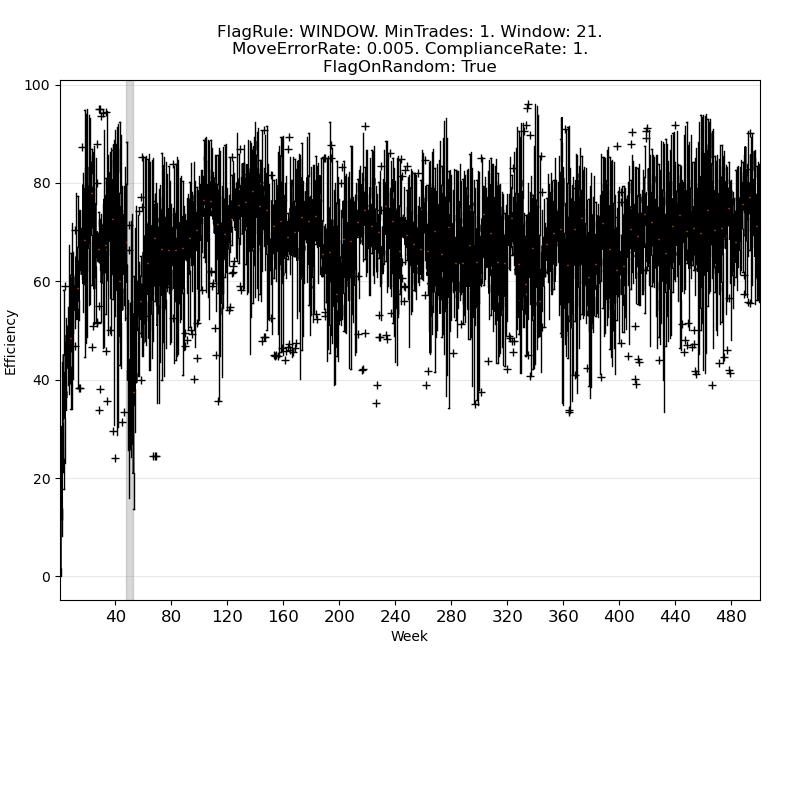 FlagRule: WINDOW. MinTrades: 1. Window: 21.
MoveErrorRate: 0.005. ComplianceRate: 1.
FlagOnRandom: True
100
80
60
40
20
0
Efficiency
40 80 120 160 200 240 280 320 360 400 440 480
Week